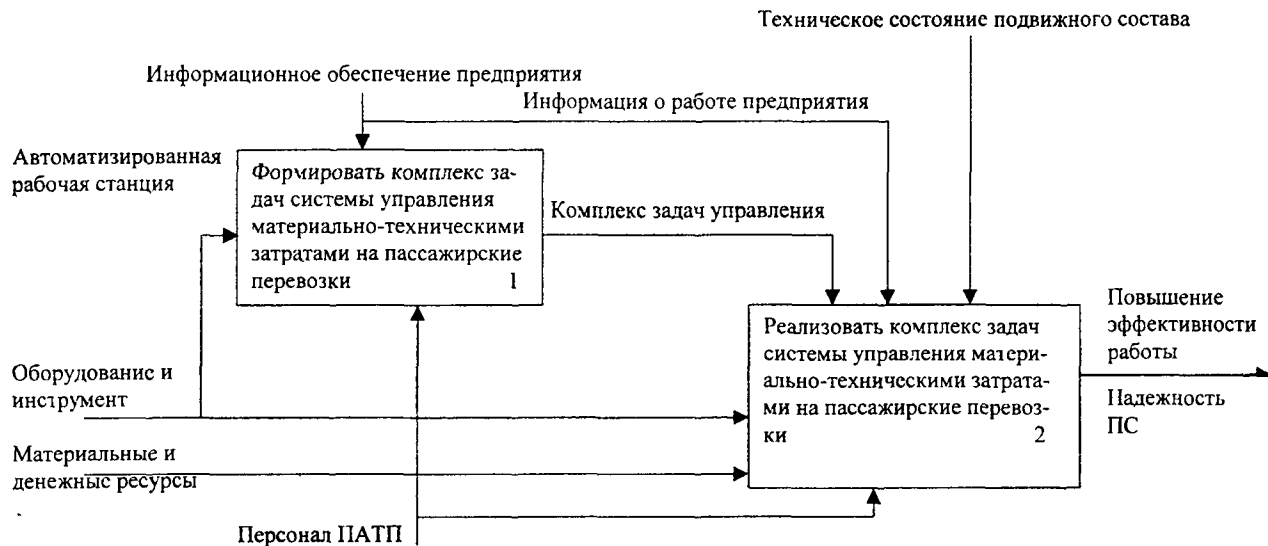 Техническое состояние подвижного состава
Информационное обеспечение предприятия
Информация о работе предприятия
Автоматизированная
рабочая станция
Формировать комплекс за-
дач системы управления
материально-техническими
затратами на пассажирские
перевозки 1
Комплекс задач управления
Реализовать комплекс задач
системы управления матери-
ально-техническими затрата-
ми на пассажирские перевоз-
ки 2
Повышение
эффективности
работы
Надежность
ПС
Оборудование и
инструмент
Материальные и
денежные ресурсы
Персонал ПАТП